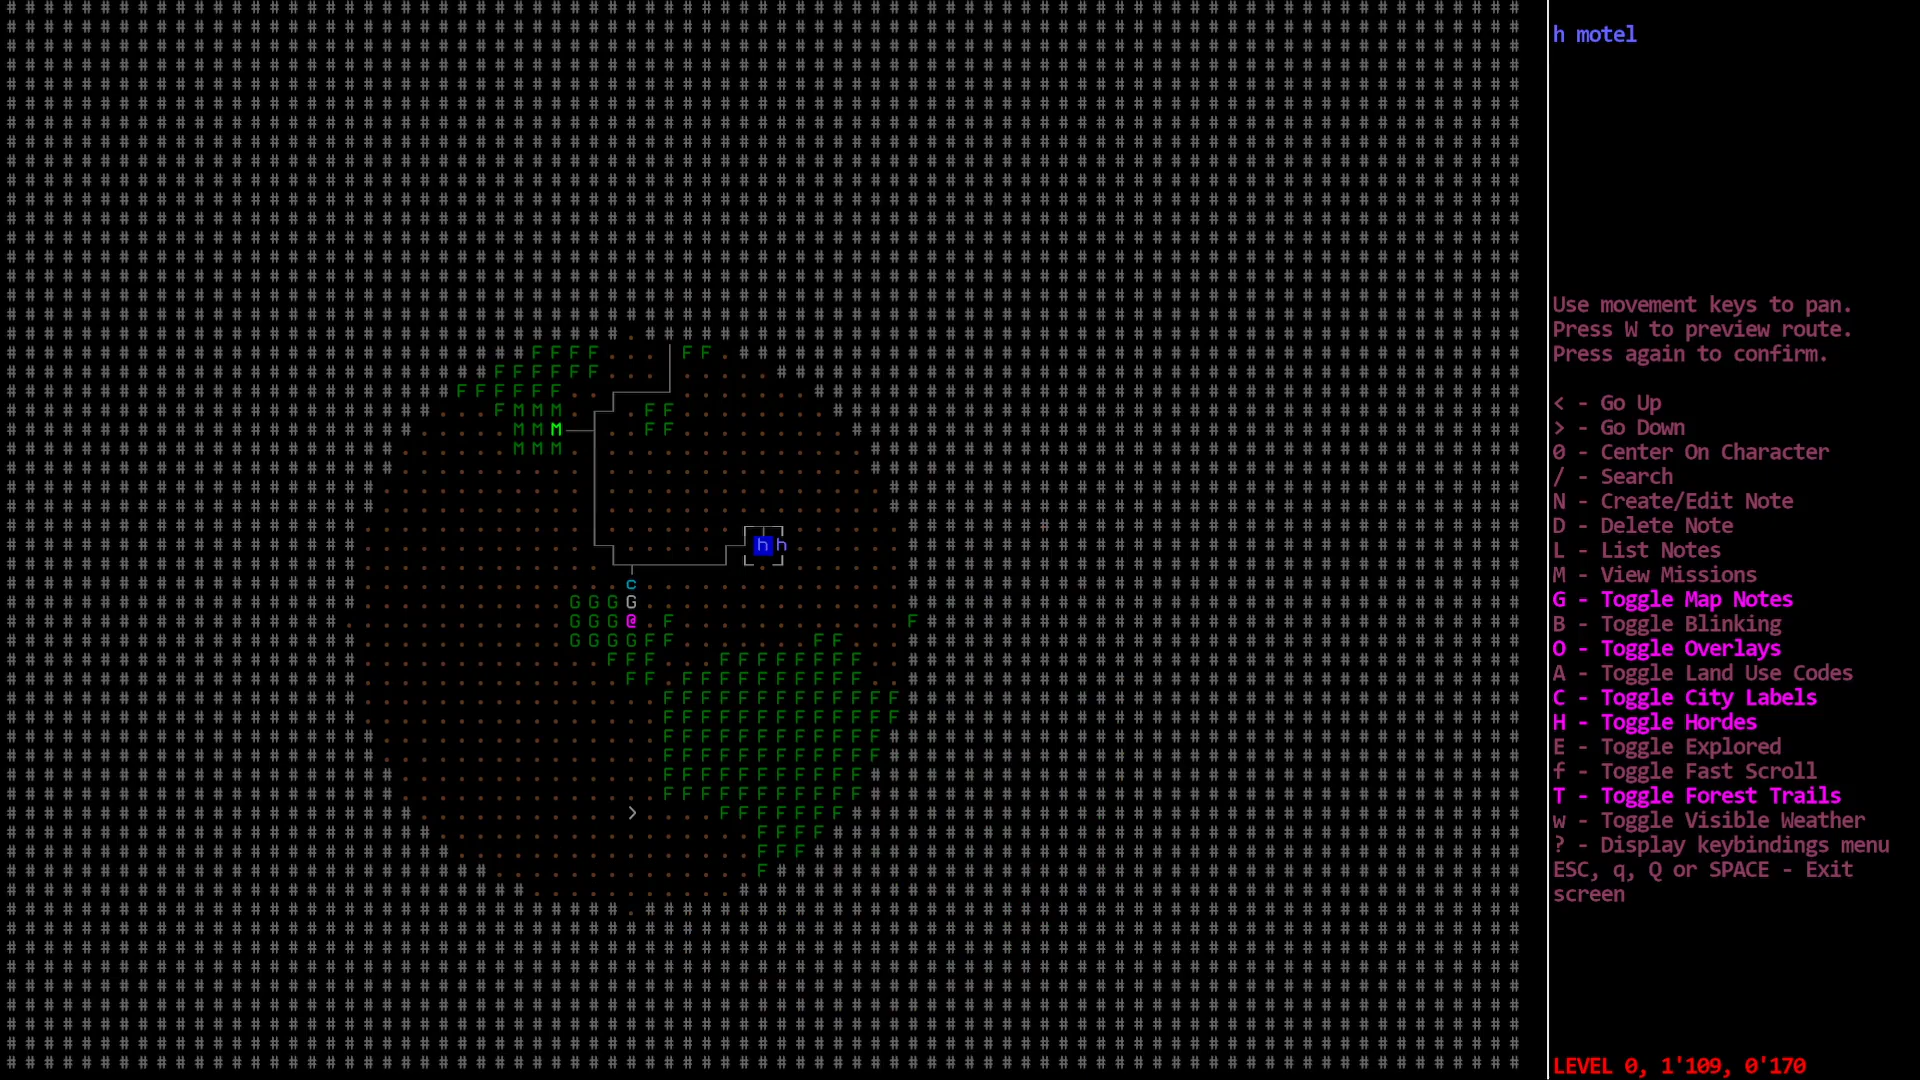 h motel
Use movement keys to pan.
Press W to preview route.
Press again to confirm.
< - Go Up
> - Go Down
0 - Center On Character
/ - Search
N - Create/Edit Note
D - Delete Note
L - List Notes
M - View Missions
G - Toggle Map Notes
B - Toggle Blinking
O - Toggle Overlays
A - Toggle Land Use Codes
C - Toggle City Labels
H - Toggle Hordes
E - Toggle Explored
f - Toggle Fast Scroll
T - Toggle Forest Trails
w - Toggle Visible Weather
? - Display keybindings menu
ESC, q, Q or SPACE - Exit
screen
LEVEL 0, 1'109, 0'170